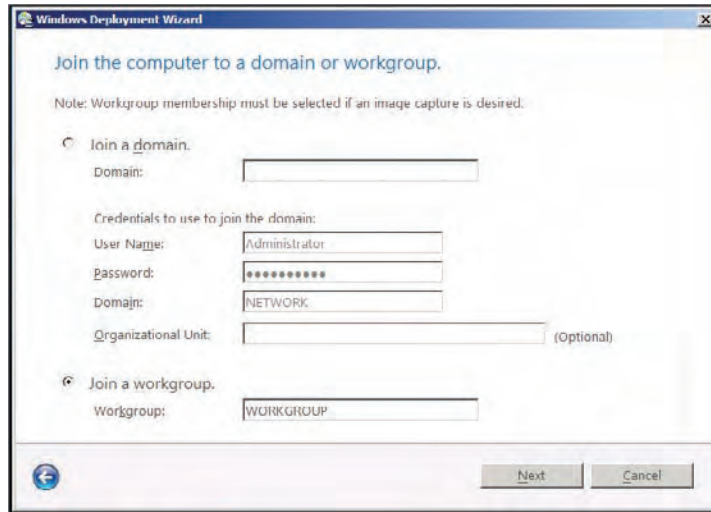 Windows Deployment Wizard
Join the computer to a domain or workgroup.
Note: Workgroup membership must be selected if an image capture is desired.
Join a domain.
Domain:
Credentials to use to join the domain:
User Name: Administrator
Password: ●●●●●●●●●●
Domain: NETWORK
Organizational Unit: (Optional)
Join a workgroup.
Workgroup: WORKGROUP
Next Cancel